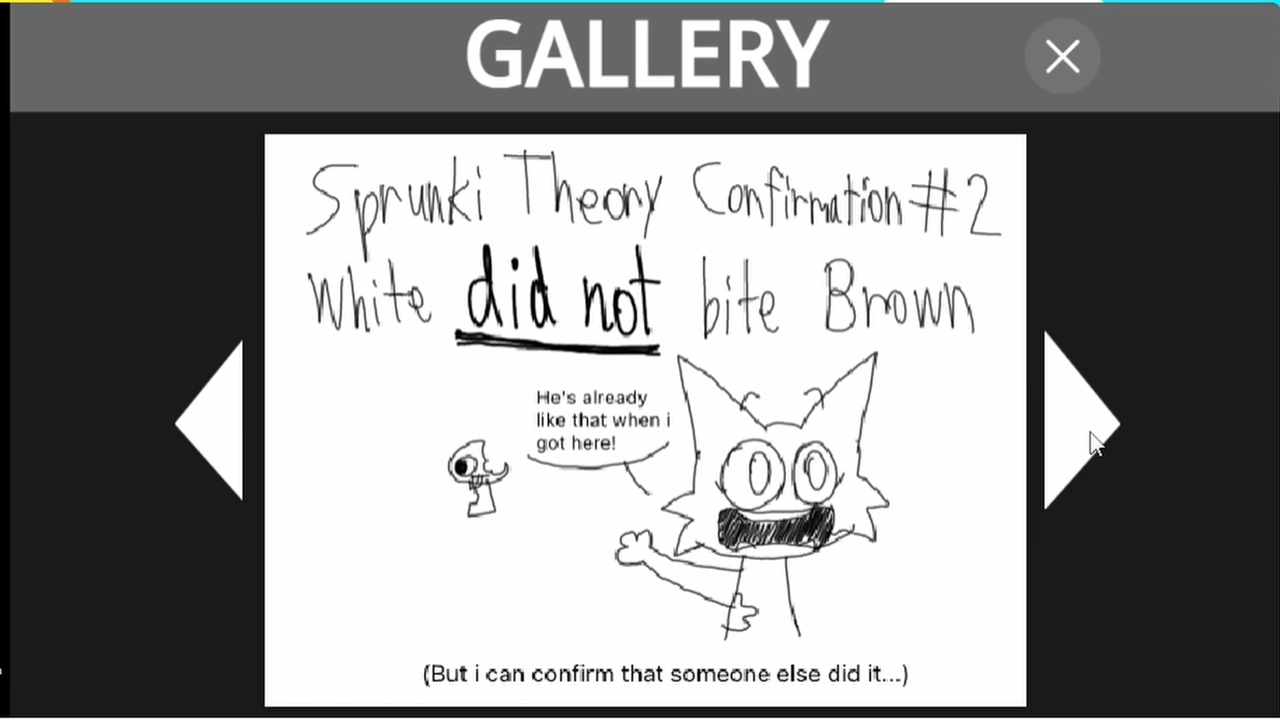 GALLERY
Sprunki Theory Confirmation #2
White did not bite Brown
He's already
like that when i
got here!
(But i can confirm that someone else did it...)